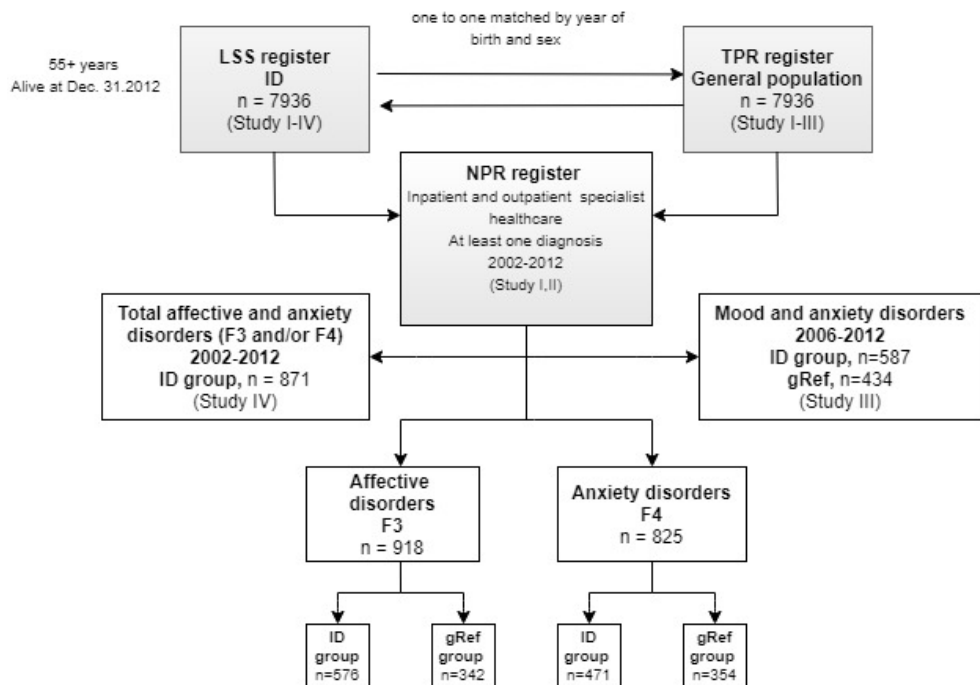 one to one matched by year of
birth and sex
55+ years
Alive at Dec. 31.2012
LSS register
ID
n = 7936
(Study I-IV)
TPR register
General population
n = 7936
(Study I-III)
NPR register
Inpatient and outpatient specialist
healthcare
At least one diagnosis
2002-2012
(Study I,II)
Total affective and anxiety
disorders (F3 and/or F4)
2002-2012
ID group, n = 871
(Study IV)
Mood and anxiety disorders
2006-2012
ID group, n=587
gRef, n=434
(Study III)
Affective
disorders
F3
n = 918
Anxiety disorders
F4
n = 825
ID
group
n=576
gRef
group
n=342
ID
group
n=471
gRef
group
n=354